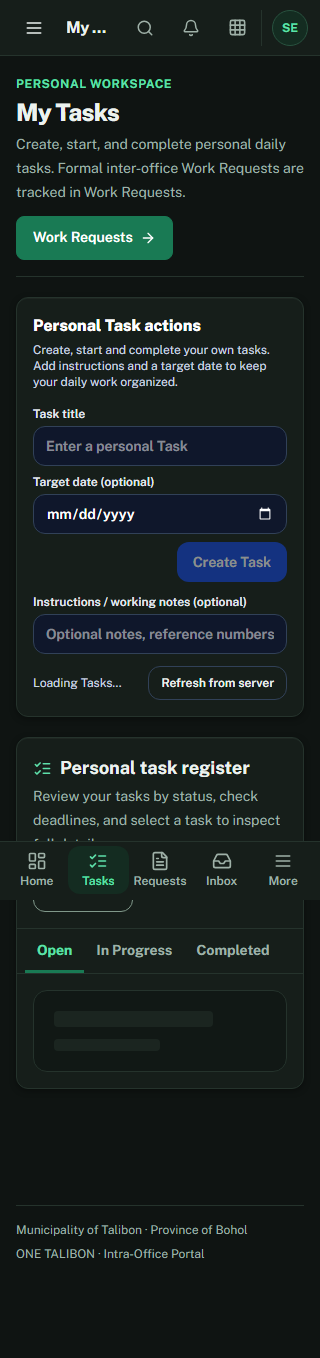 My ...
SE
PERSONAL WORKSPACE
My Tasks
Create, start, and complete personal daily
tasks. Formal inter-office Work Requests are
tracked in Work Requests.
Work Requests
Personal Task actions
Create, start and complete your own tasks.
Add instructions and a target date to keep
your daily work organized.
Task title
Enter a personal Task
Target date (optional)
mm/dd/yyyy
Create Task
Instructions / working notes (optional)
Optional notes, reference numbers
Loading Tasks...
Refresh from server
Personal task register
Review your tasks by status, check
deadlines, and select a task to inspect
Home
Tasks
Requests
Inbox
More
Open
In Progress
Completed
Municipality of Talibon · Province of Bohol
ONE TALIBON · Intra-Office Portal